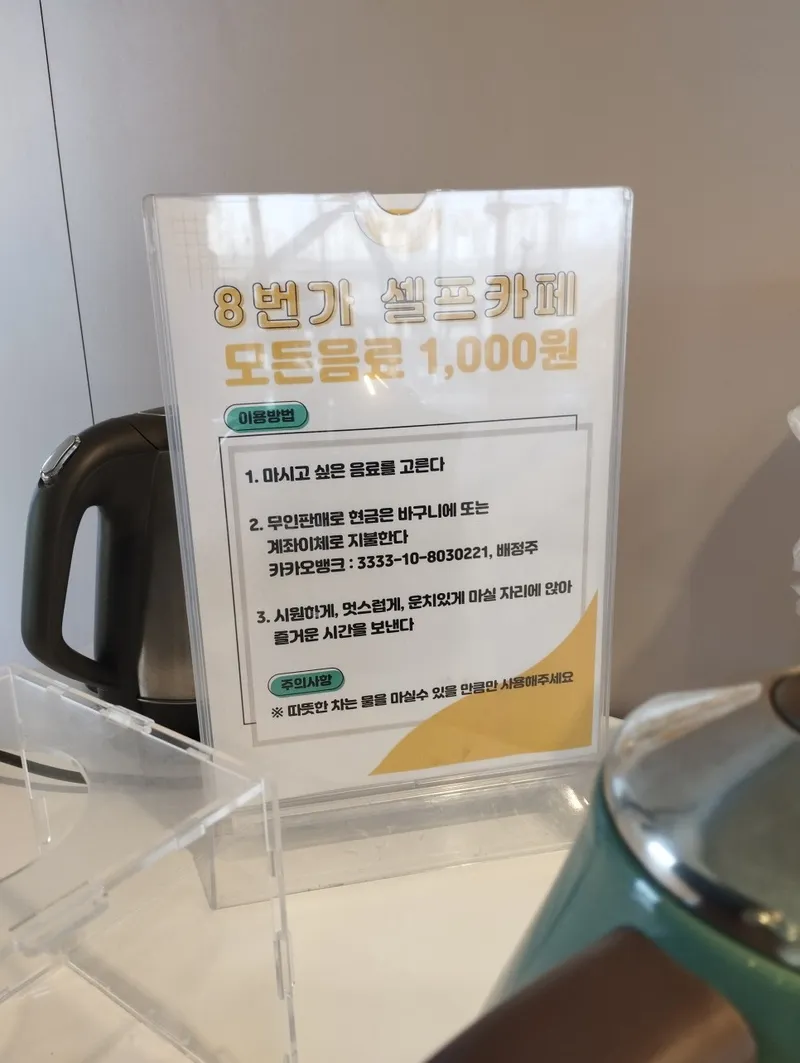 8번가 셀프카페
모든음료 1,000원
이용방법
1. 마시고 싶은 음료를 고른다
2. 무인판매로 현금은 바구니에 또는
계좌이체로 지불한다
카카오뱅크 : 3333-10-8030221, 배정주
3. 시원하게, 멋스럽게, 운치있게 마실 자리에 앉아
즐거운 시간을 보낸다
주의사항
※ 따뜻한 차는 물을 마실수 있을 만큼만 사용해주세요